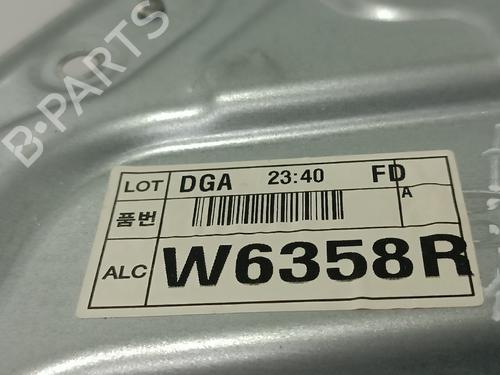 B-PARTS
LOT DGA 23:40 FD
품번 A
ALC W6358R